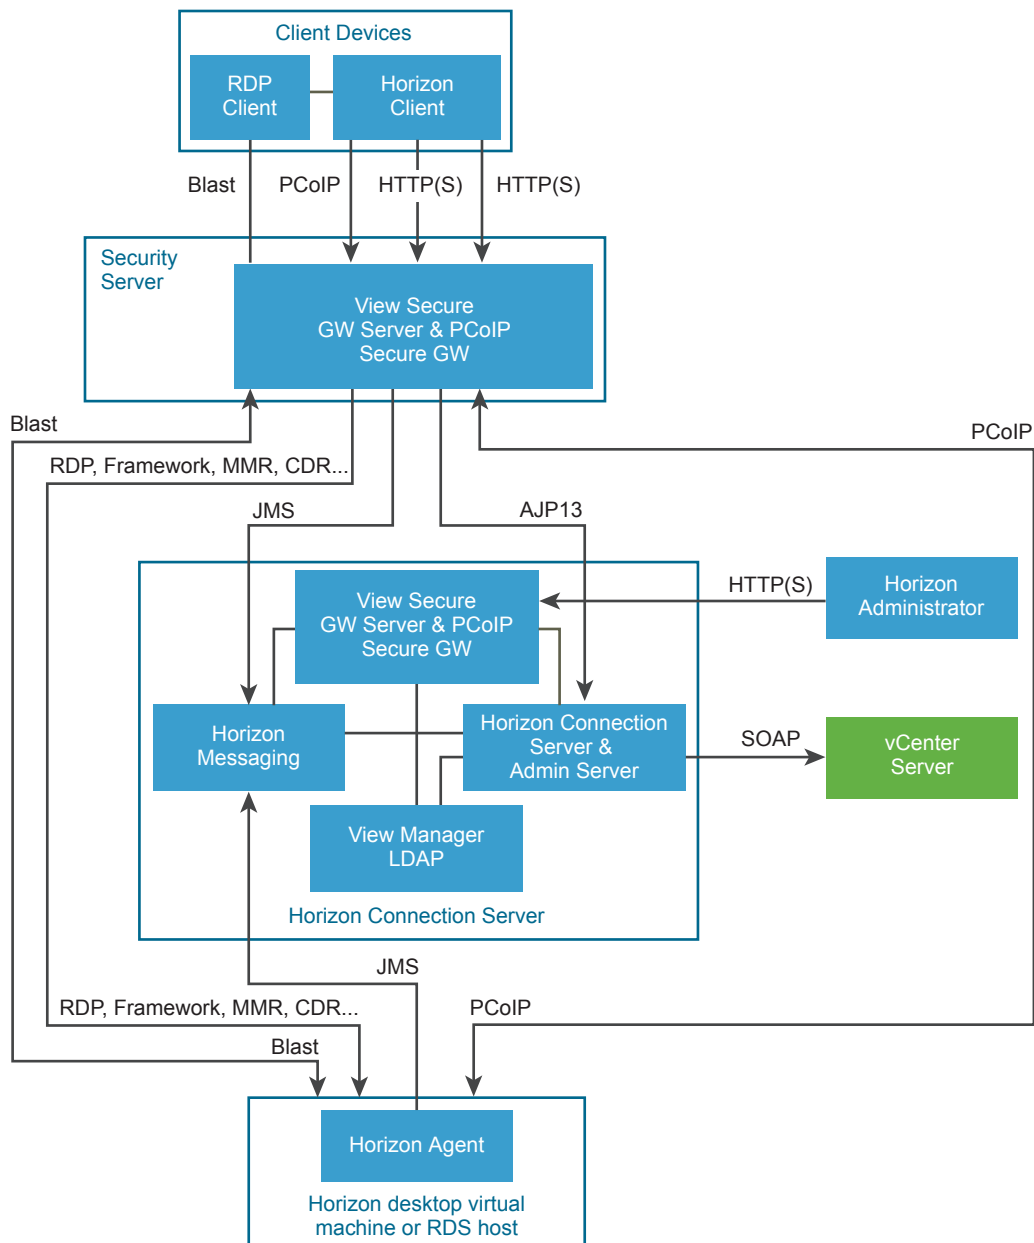 Client Devices
RDP
Client
Horizon
Client
Blast
PCoIP
HTTP(S)
HTTP(S)
Security
Server
View Secure
GW Server & PCoIP
Secure GW
Blast
PCoIP
RDP, Framework, MMR, CDR...
JMS
AJP13
View Secure
GW Server & PCoIP
Secure GW
HTTP(S)
Horizon
Administrator
Horizon
Messaging
Horizon Connection
Server &
Admin Server
SOAP
vCenter
Server
View Manager
LDAP
Horizon Connection Server
JMS
RDP, Framework, MMR, CDR...
PCoIP
Blast
Horizon Agent
Horizon desktop virtual
machine or RDS host